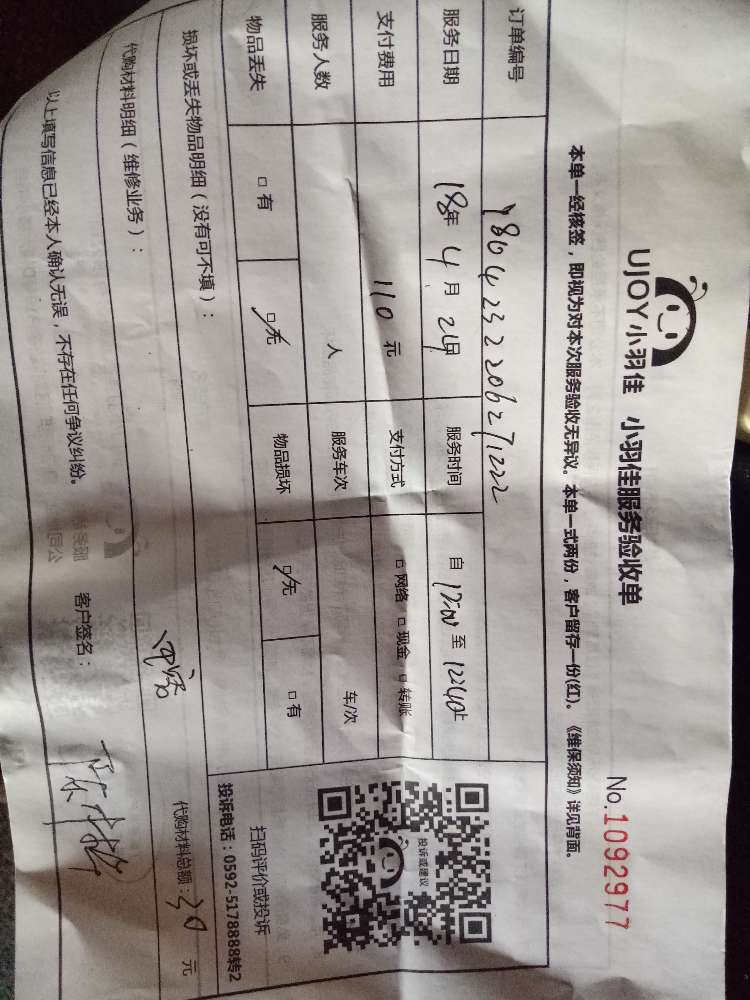 UJOY小羽佳 小羽佳服务验收单
No.1092977
本单一经核签，即视为对本次服务验收无异议。本单一式两份，客户留存一份(红)。《维保须知》详见背面。
订单编号
服务日期 18年 4月 24日 服务时间 自 12:00 至 12:40止
支付费用 110 元 支付方式 □ 网络 □ 现金 □ 转账
服务人数 人 服务车次 车/次
物品丢失 □ 有 ☑ 无 物品损坏 ☑ 无 □ 有
投诉或建议
扫码评价或投诉
投诉电话：0592-5178888转2
损坏或丢失物品明细（没有可不填）：
代购材料明细（维修业务）：
代购材料总额：30 元
以上填写信息已经本人确认无误，不存在任何争议纠纷。
客户签名：